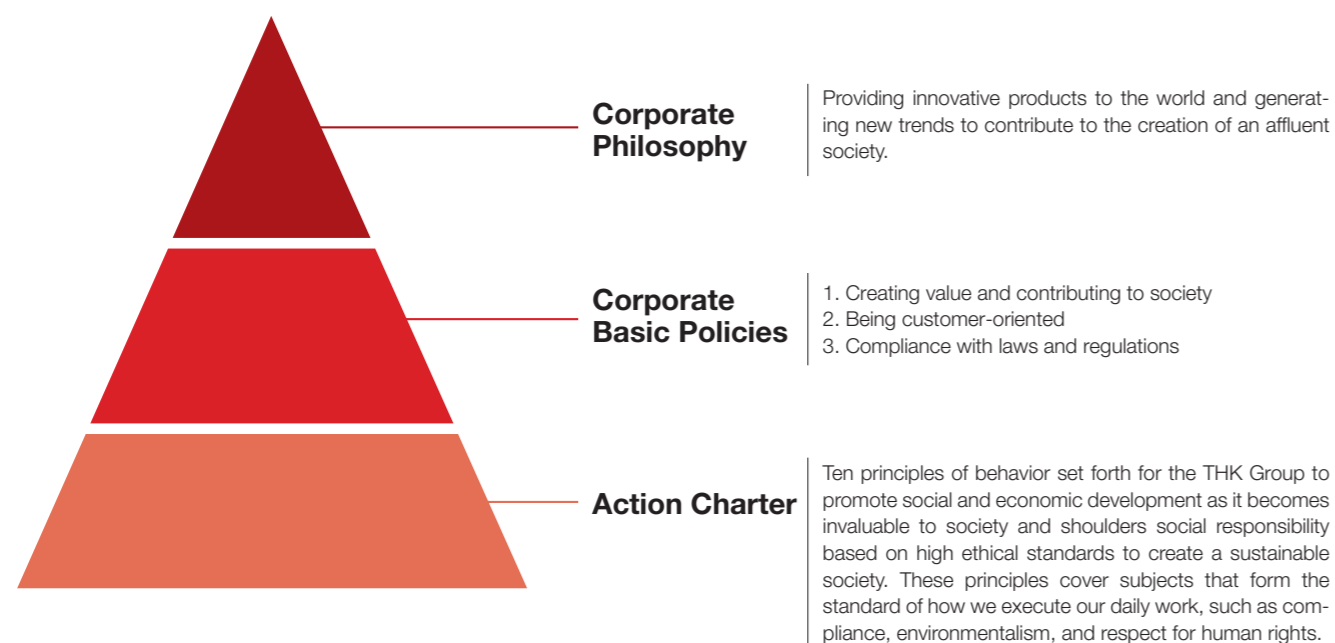 Corporate
Philosophy
Providing innovative products to the world and generat-
ing new trends to contribute to the creation of an affluent
society.
Corporate
Basic Policies
1. Creating value and contributing to society
2. Being customer-oriented
3. Compliance with laws and regulations
Action Charter
Ten principles of behavior set forth for the THK Group to
promote social and economic development as it becomes
invaluable to society and shoulders social responsibility
based on high ethical standards to create a sustainable
society. These principles cover subjects that form the
standard of how we execute our daily work, such as com-
pliance, environmentalism, and respect for human rights.